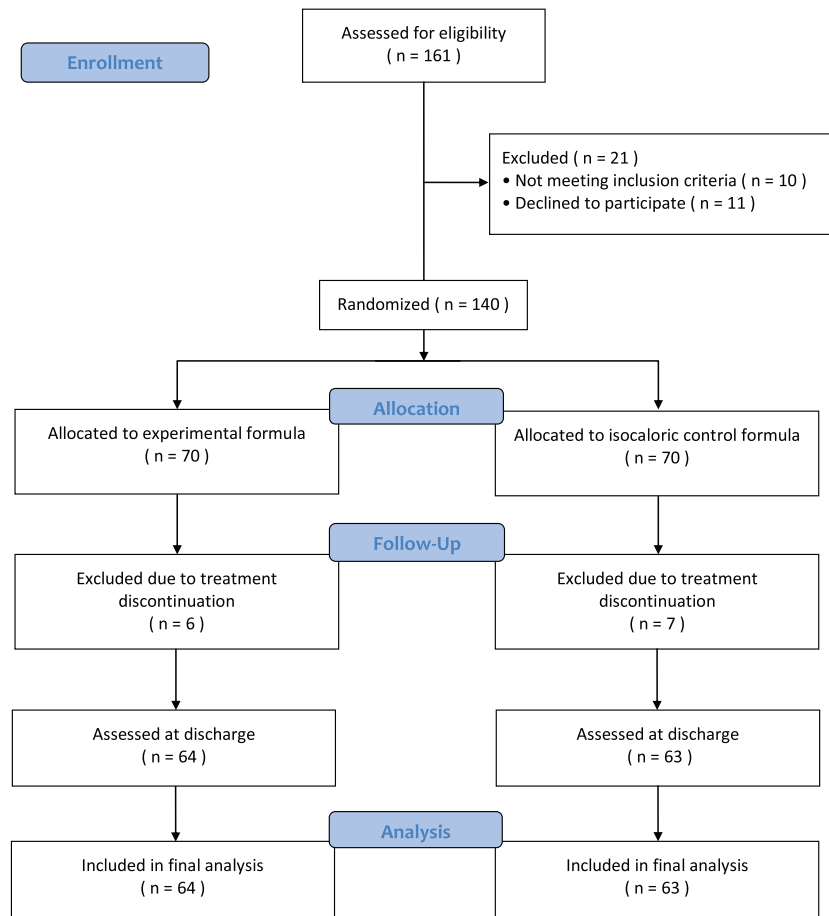 Assessed for eligibility
( n = 161 )
Enrollment
Excluded ( n = 21 )
• Not meeting inclusion criteria ( n = 10 )
• Declined to participate ( n = 11 )
Randomized ( n = 140 )
Allocation
Allocated to experimental formula
( n = 70 )
Allocated to isocaloric control formula
( n = 70 )
Follow-Up
Excluded due to treatment
discontinuation
( n = 6 )
Excluded due to treatment
discontinuation
( n = 7 )
Assessed at discharge
( n = 64 )
Assessed at discharge
( n = 63 )
Analysis
Included in final analysis
( n = 64 )
Included in final analysis
( n = 63 )